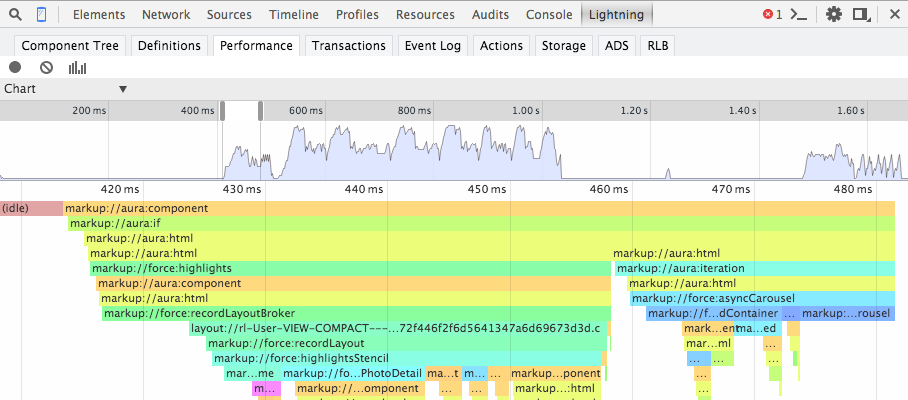 Elements Network Sources Timeline Profiles Resources Audits Console Lightning 1
Component Tree Definitions Performance Transactions Event Log Actions Storage ADS RLB
Chart
200 ms 400 ms 600 ms 800 ms 1.00 s 1.20 s 1.40 s 1.60 s
420 ms 430 ms 440 ms 450 ms 460 ms 470 ms 480 ms
(idle) markup://aura:component
markup://aura:if
markup://aura:html
markup://aura:html markup://aura:html
markup://force:highlights markup://aura:iteration
markup://aura:component markup://aura:html
markup://aura:html markup://force:asyncCarousel
markup://force:recordLayoutBroker markup://f...dContainer ... markup:...rousel
layout://rl-User-VIEW-COMPACT---...72f446f2f6d5641347a6d69673d3d.c mark...ent ma...ed ...
markup://force:recordLayout mar...ml ... ...
markup://force:highlightsStencil ... ... ...
mar...me markup://fo...PhotoDetail ma...t m... ... markup...ponent ... ...
m... markup://a...omponent ... ... ... mark...:html ...